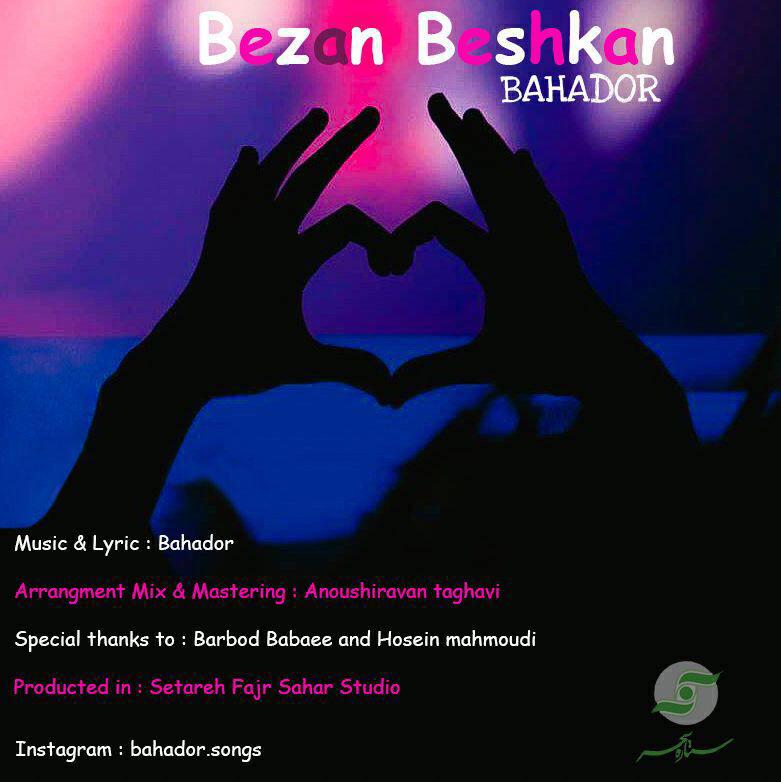 Bezan Beshkan
BAHADOR
Music & Lyric : Bahador
Arrangment Mix & Mastering : Anoushiravan taghavi
Special thanks to : Barbod Babaee and Hosein mahmoudi
Producted in : Setareh Fajr Sahar Studio
Instagram : bahador.songs